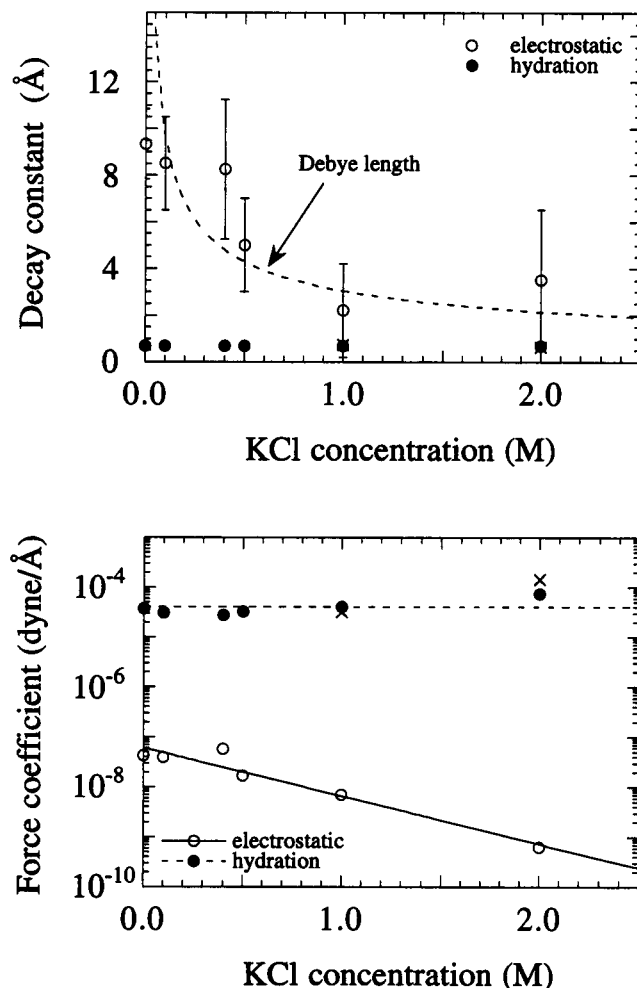 electrostatic
hydration
Debye length
Decay constant (Å)
12
8
4
0
0.0 1.0 2.0
KCl concentration (M)
Force coefficient (dyne/Å)
10⁻⁴
10⁻⁶
10⁻⁸
10⁻¹⁰
electrostatic
hydration
0.0 1.0 2.0
KCl concentration (M)